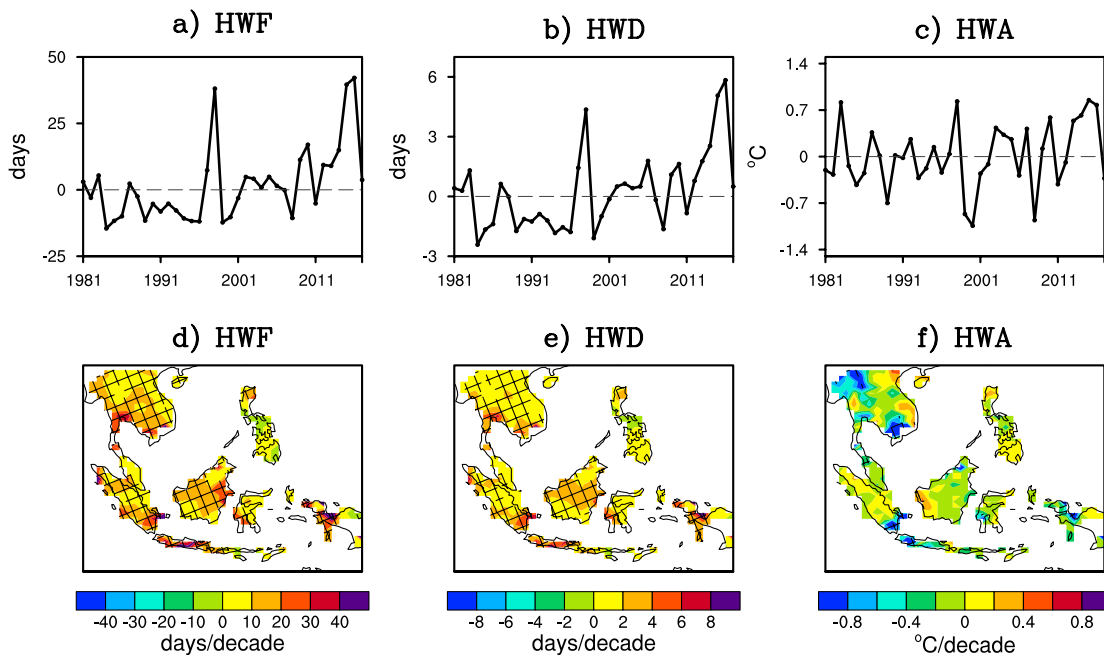 a) HWF
b) HWD
c) HWA
50
25
0
-25
days
1981
1991
2001
2011
6
3
0
-3
days
1981
1991
2001
2011
1.4
0.7
0
-0.7
-1.4
°C
1981
1991
2001
2011
d) HWF
e) HWD
f) HWA
-40 -30 -20 -10 0 10 20 30 40
days/decade
-8 -6 -4 -2 0 2 4 6 8
days/decade
-0.8 -0.4 0 0.4 0.8
°C/decade